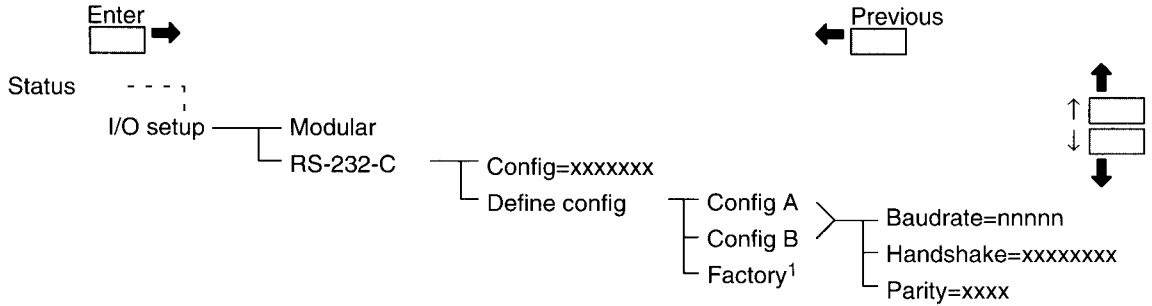 Enter
Previous
Status
↑
I/O setup
Modular
↓
RS-232-C
Config=xxxxxxx
Define config
Config A
Baudrate=nnnnn
Config B
Handshake=xxxxxxxx
Factory¹
Parity=xxxx